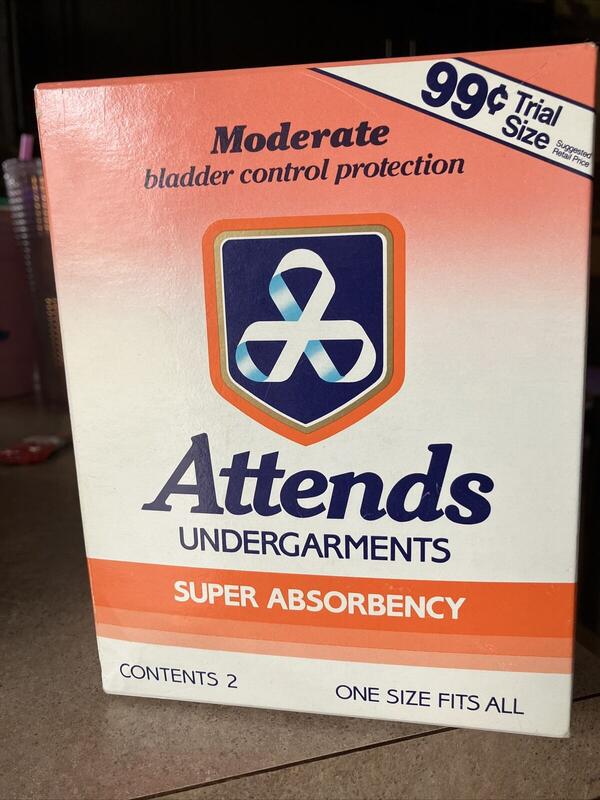 99¢ Trial
Size
Suggested
Retail Price
Moderate
bladder control protection
Attends
UNDERGARMENTS
SUPER ABSORBENCY
CONTENTS 2
ONE SIZE FITS ALL